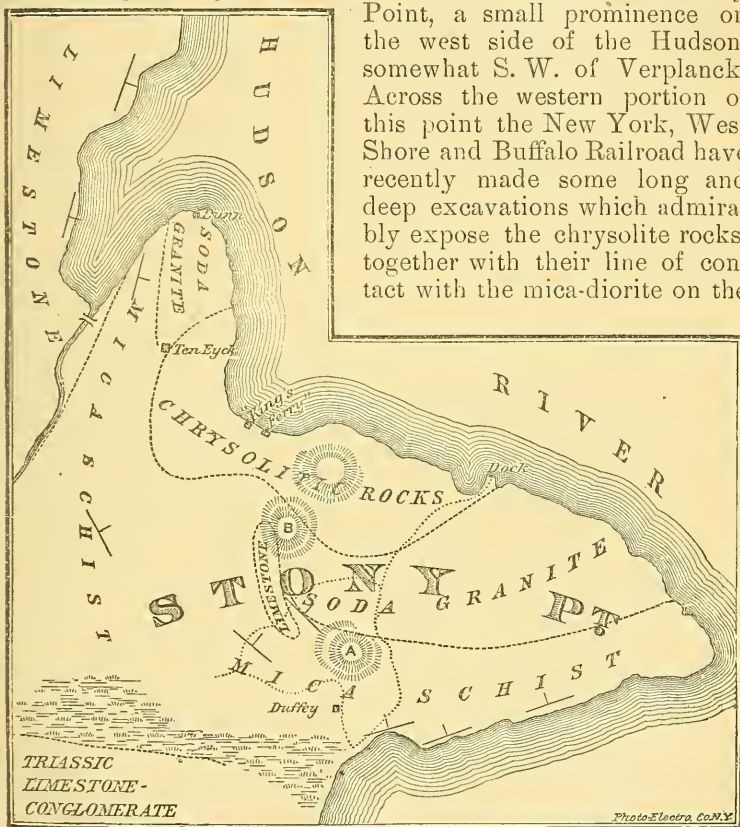 Point, a small prominence on
the west side of the Hudson
somewhat S. W. of Verplanck
Across the western portion o
this point the New York, Wes
Shore and Buffalo Railroad have
recently made some long and
deep excavations which admira
bly expose the chrysolite rocks
together with their line of con
tact with the mica-diorite on the
LIMESTONE
HUDSON
RIVER
Dunn
SODA
GRANITE
Ten Eyck
MICA SCHIST
"King's
Ferry"
CHRYSOLITIC ROCKS
Dock
B
LIMESTONE
STONY PT.
SODA GRANITE
A
MICA SCHIST
Duffey
TRIASSIC
LIMESTONE-
CONGLOMERATE
Photo-Electro. Co. N.Y.